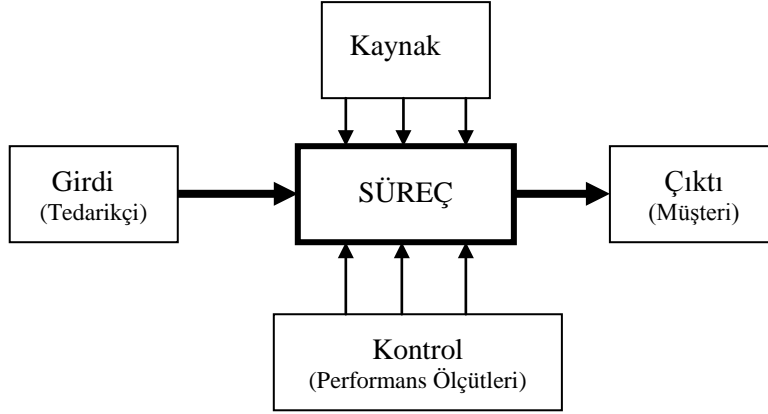 Kaynak
Girdi
(Tedarikçi)
SÜREÇ
Çıktı
(Müşteri)
Kontrol
(Performans Ölçütleri)